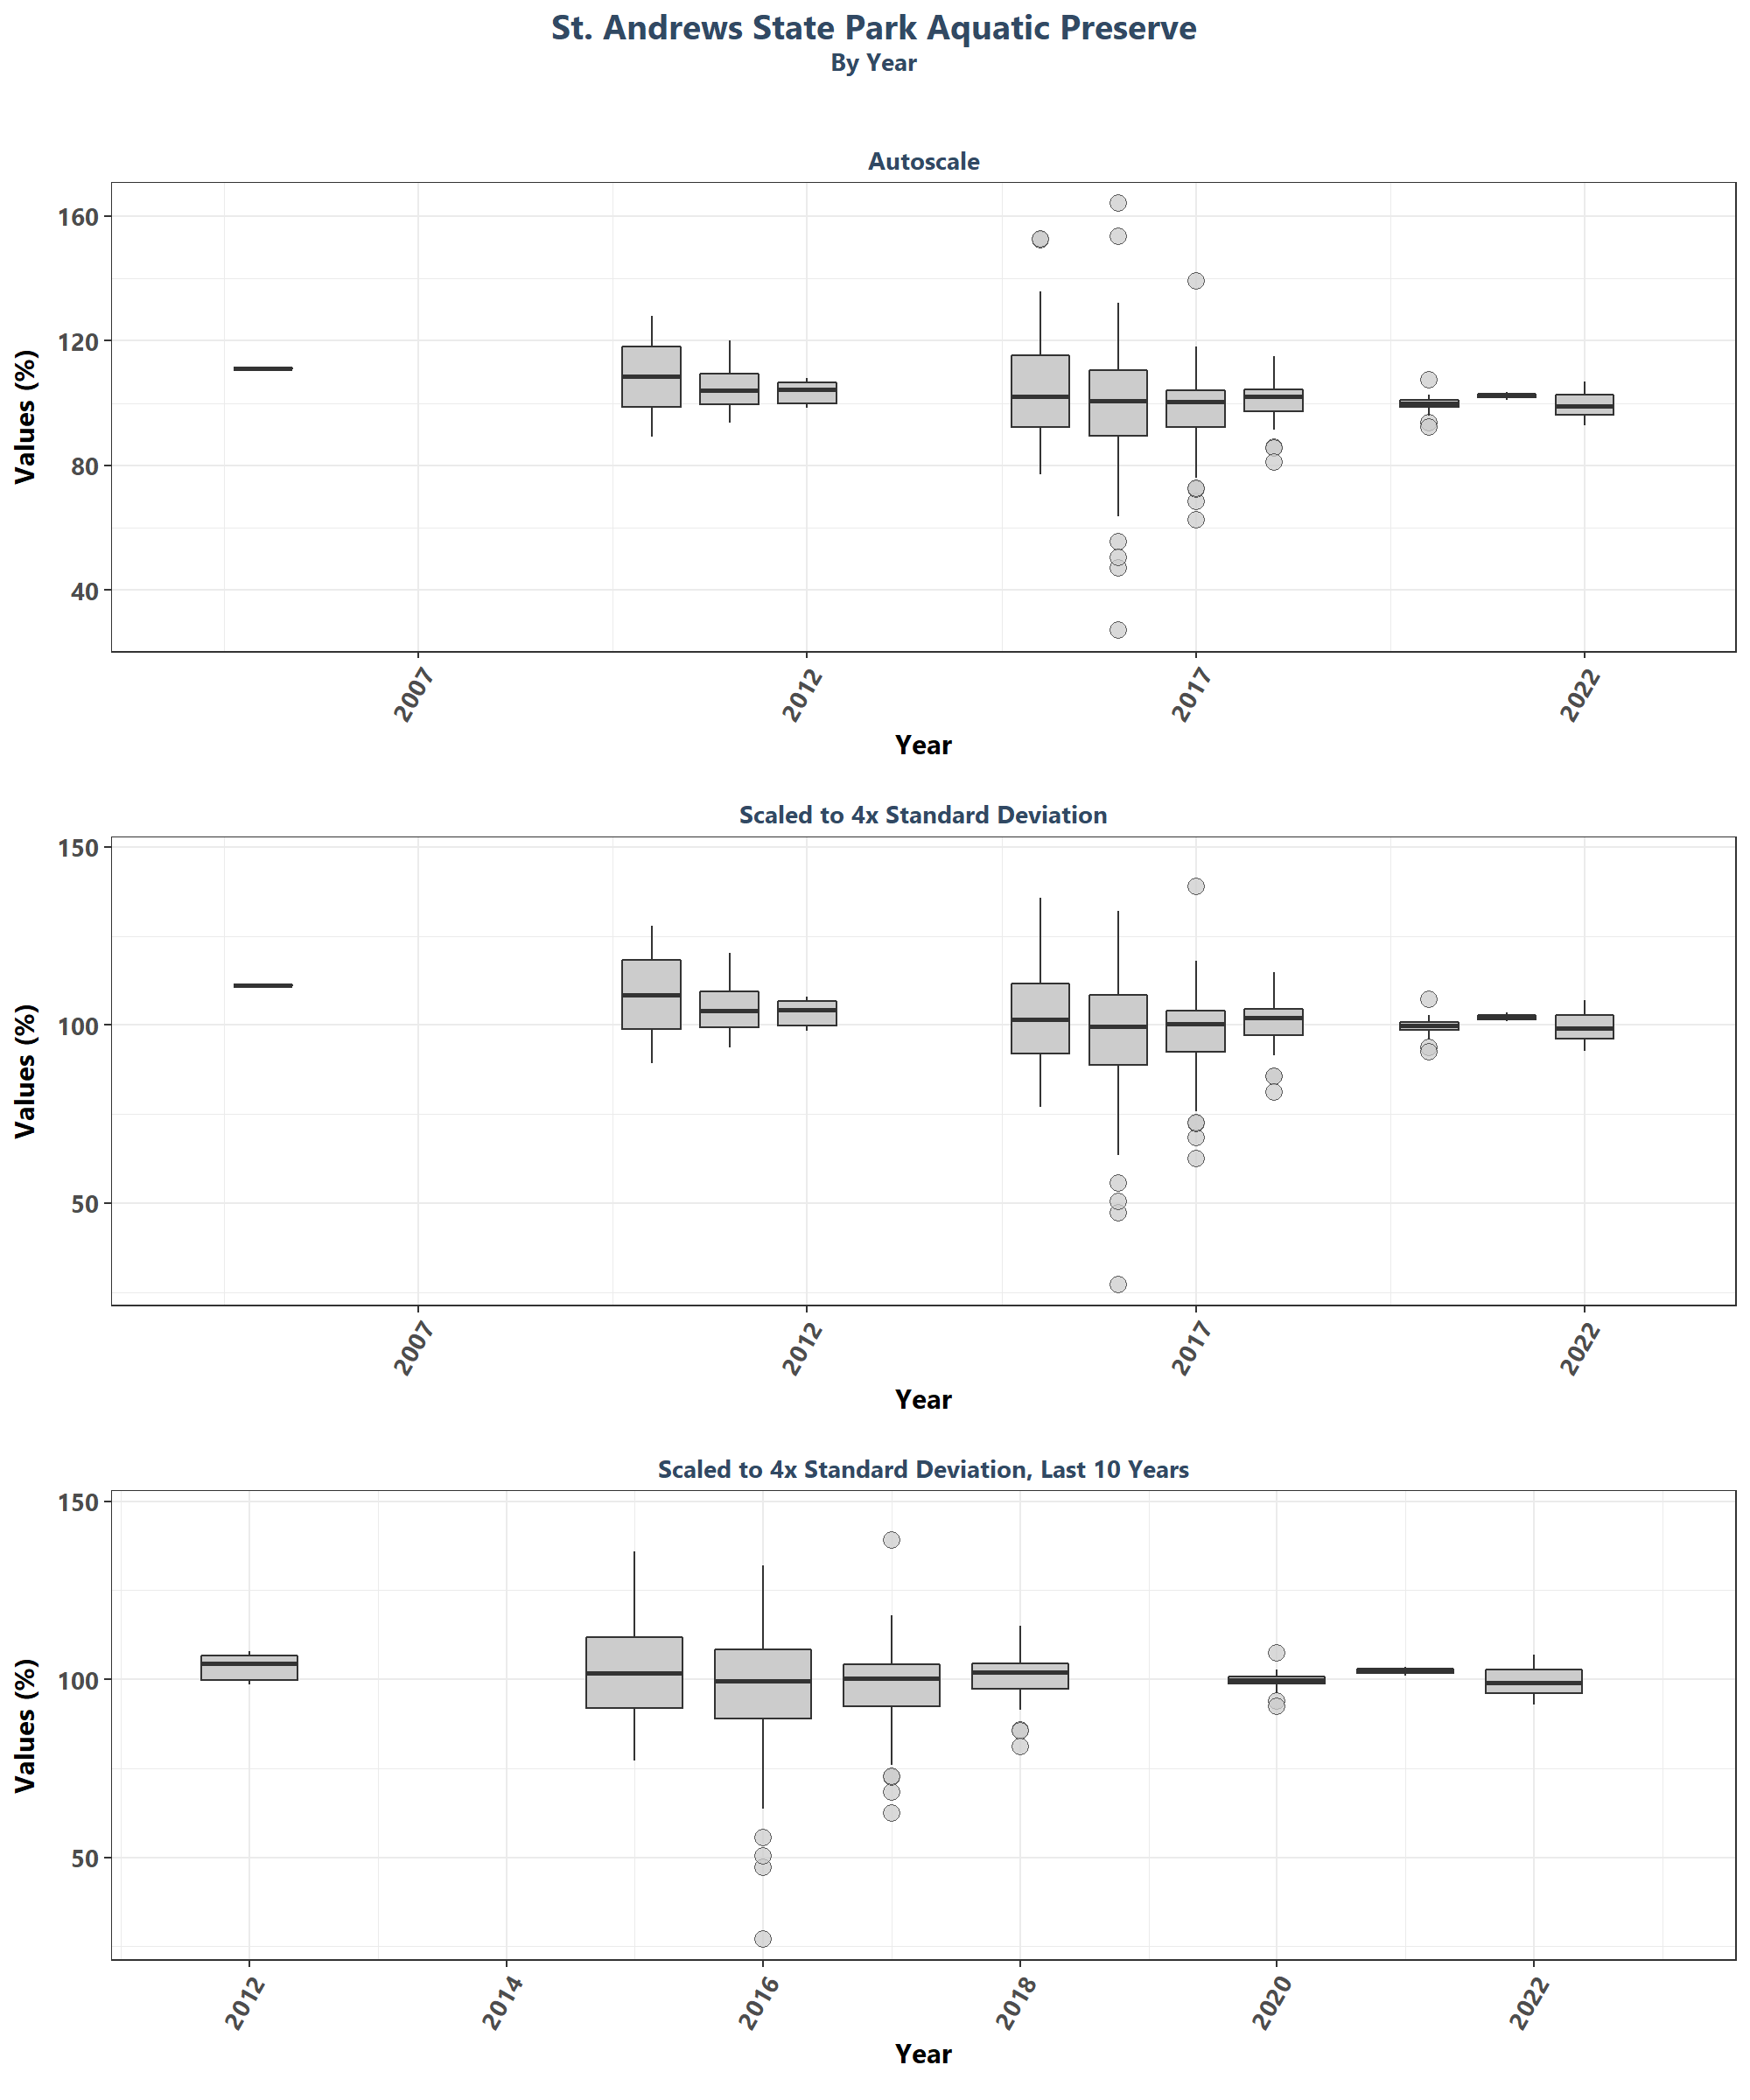 St. Andrews State Park Aquatic Preserve
By Year
Autoscale
Values (%)
160
120
80
40
2007
2012
2017
2022
Year
Scaled to 4x Standard Deviation
Values (%)
150
100
50
2007
2012
2017
2022
Year
Scaled to 4x Standard Deviation, Last 10 Years
Values (%)
150
100
50
2012
2014
2016
2018
2020
2022
Year